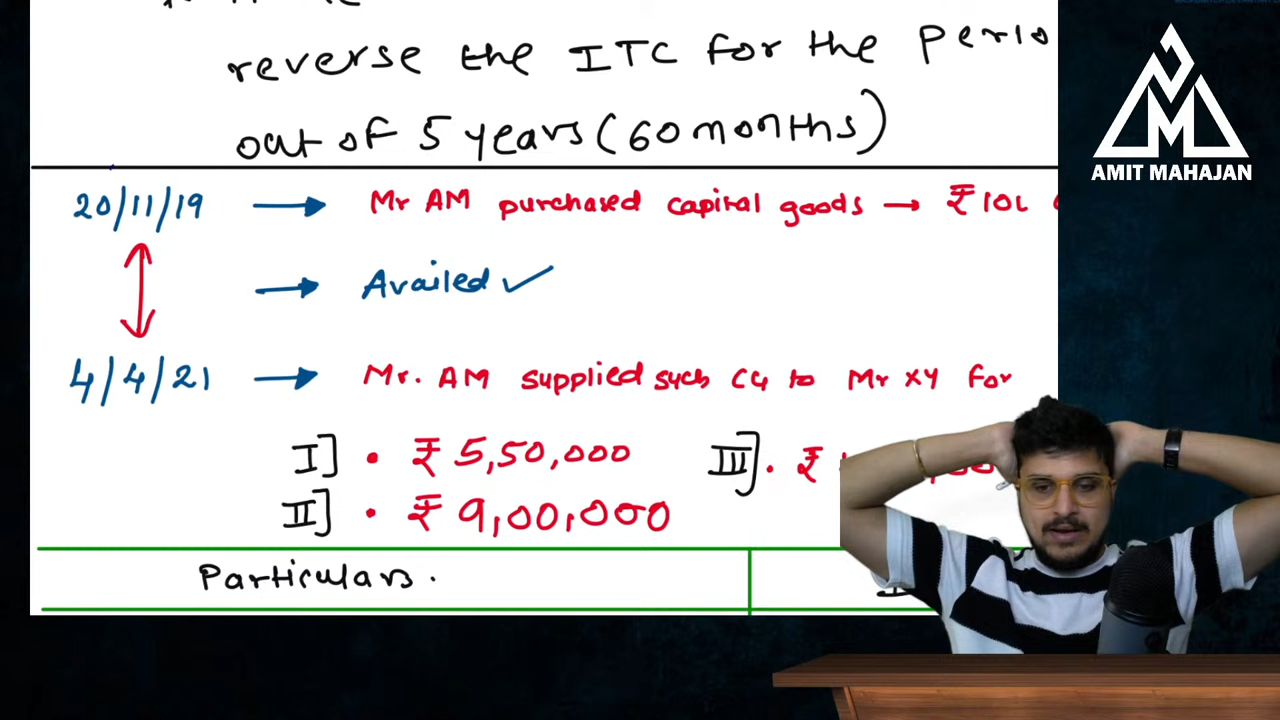 reverse the ITC for the
out of 5 years (60 months)
20/11/19 → Mr AM purchased capital goods → ₹10L
→ Availed ✓
4/4/21 → Mr. AM supplied such CG to Mr XY for
I] • ₹ 5,50,000 III] • ₹
II] • ₹ 9,00,000
Particulars.
AMIT MAHAJAN